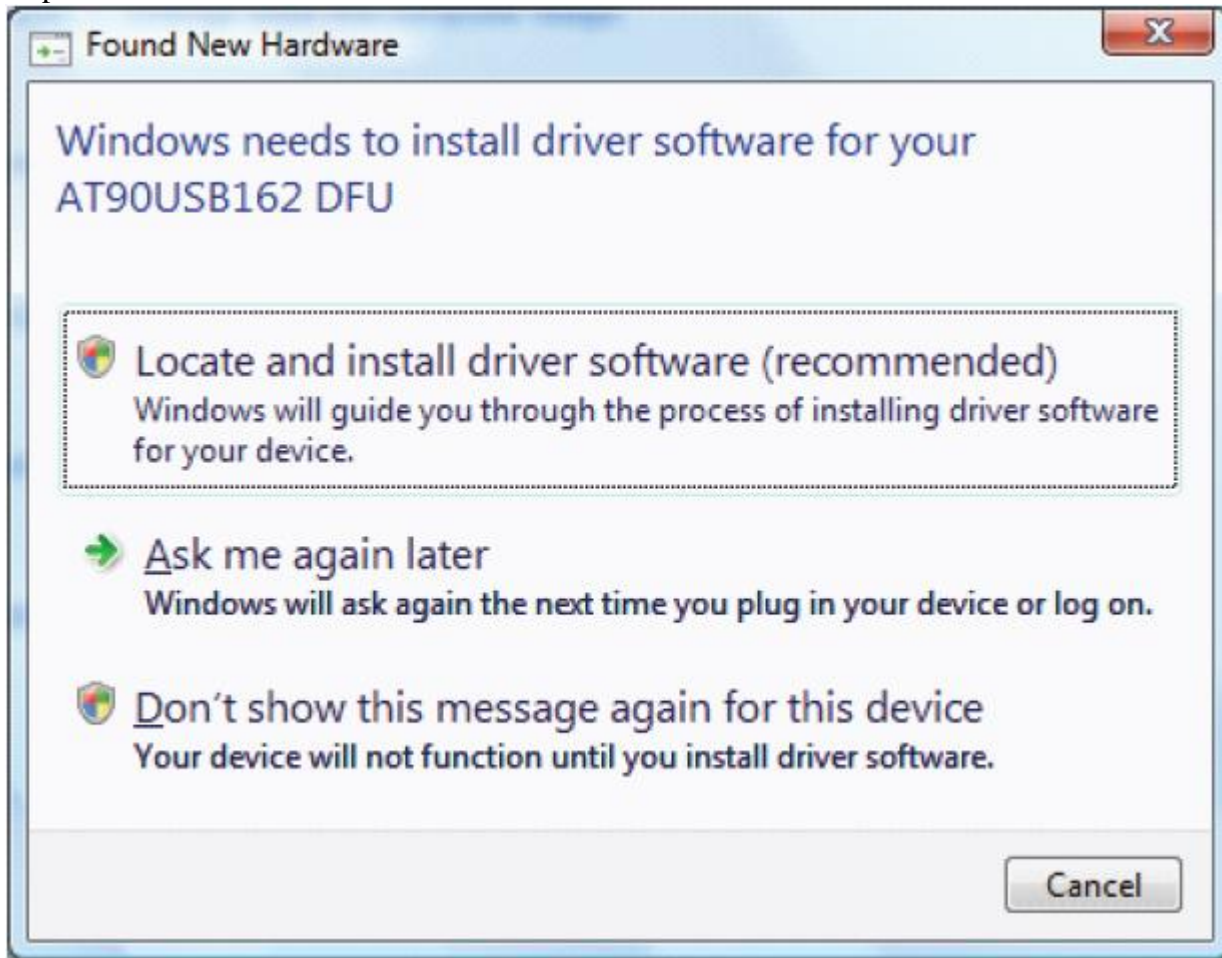 Found New Hardware
Windows needs to install driver software for your
AT90USB162 DFU
Locate and install driver software (recommended)
Windows will guide you through the process of installing driver software
for your device.
Ask me again later
Windows will ask again the next time you plug in your device or log on.
Don't show this message again for this device
Your device will not function until you install driver software.
Cancel